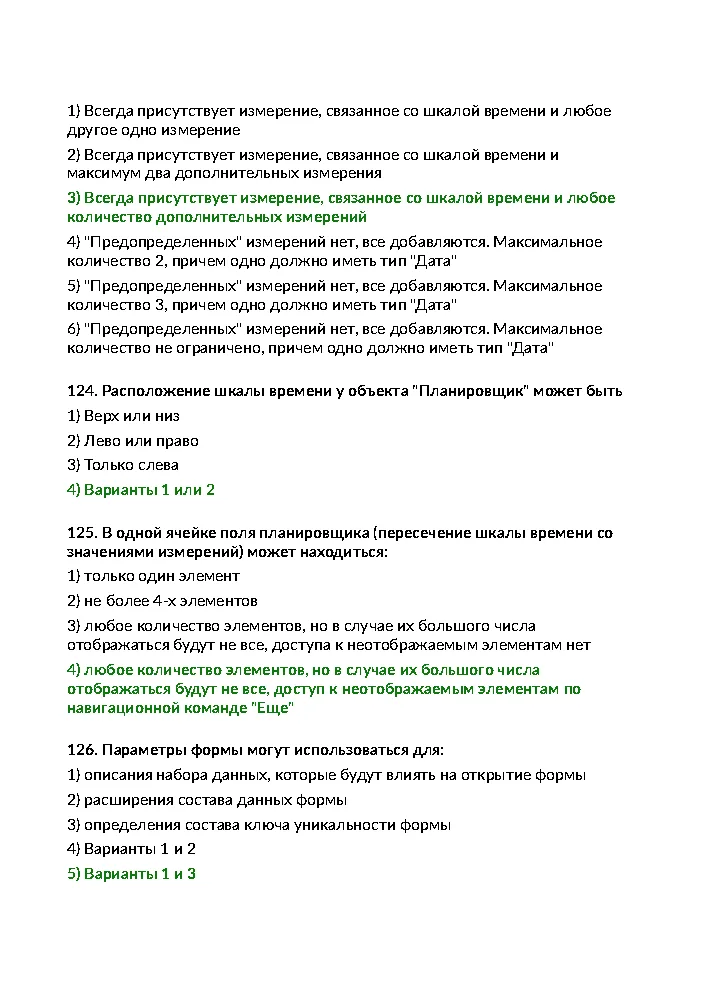 1) Всегда присутствует измерение, связанное со шкалой времени и любое
другое одно измерение
2) Всегда присутствует измерение, связанное со шкалой времени и
максимум два дополнительных измерения
3) Всегда присутствует измерение, связанное со шкалой времени и любое
количество дополнительных измерений
4) "Предопределенных" измерений нет, все добавляются. Максимальное
количество 2, причем одно должно иметь тип "Дата"
5) "Предопределенных" измерений нет, все добавляются. Максимальное
количество 3, причем одно должно иметь тип "Дата"
6) "Предопределенных" измерений нет, все добавляются. Максимальное
количество не ограничено, причем одно должно иметь тип "Дата"
124. Расположение шкалы времени у объекта "Планировщик" может быть
1) Верх или низ
2) Лево или право
3) Только слева
4) Варианты 1 или 2
125. В одной ячейке поля планировщика (пересечение шкалы времени со
значениями измерений) может находиться:
1) только один элемент
2) не более 4-х элементов
3) любое количество элементов, но в случае их большого числа
отображаться будут не все, доступа к неотображаемым элементам нет
4) любое количество элементов, но в случае их большого числа
отображаться будут не все, доступ к неотображаемым элементам по
навигационной команде "Еще"
126. Параметры формы могут использоваться для:
1) описания набора данных, которые будут влиять на открытие формы
2) расширения состава данных формы
3) определения состава ключа уникальности формы
4) Варианты 1 и 2
5) Варианты 1 и 3